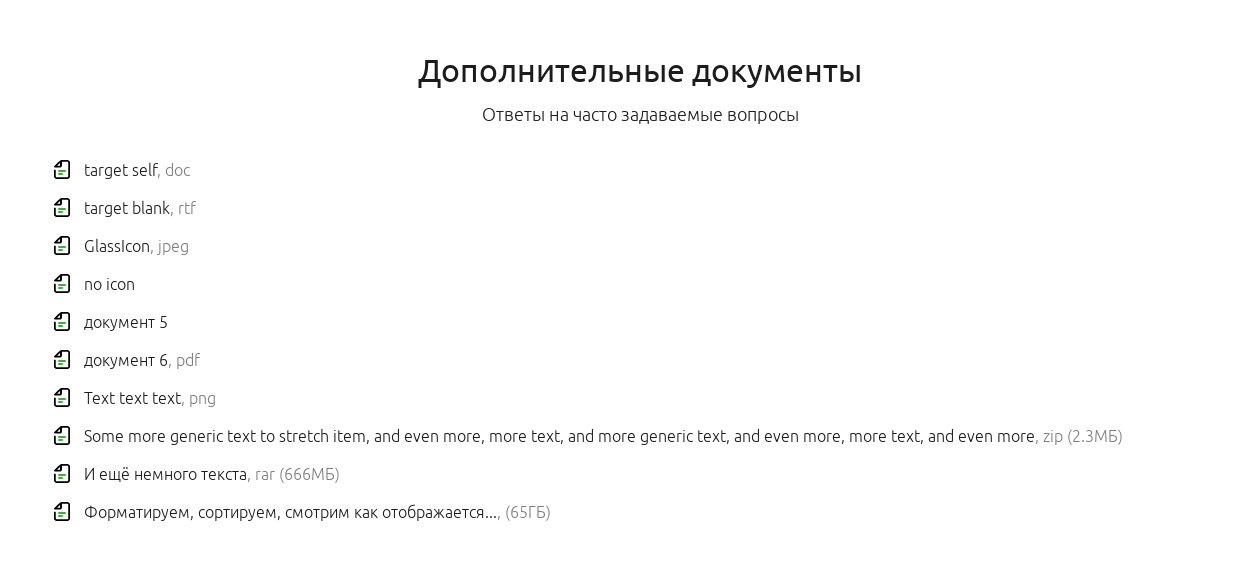 Дополнительные документы
Ответы на часто задаваемые вопросы
target self, doc
target blank, rtf
GlassIcon, jpeg
no icon
документ 5
документ 6, pdf
Text text text, png
Some more generic text to stretch item, and even more, more text, and more generic text, and even more, more text, and even more, zip (2.3МБ)
И ещё немного текста, rar (666МБ)
Форматируем, сортируем, смотрим как отображается..., (65ГБ)